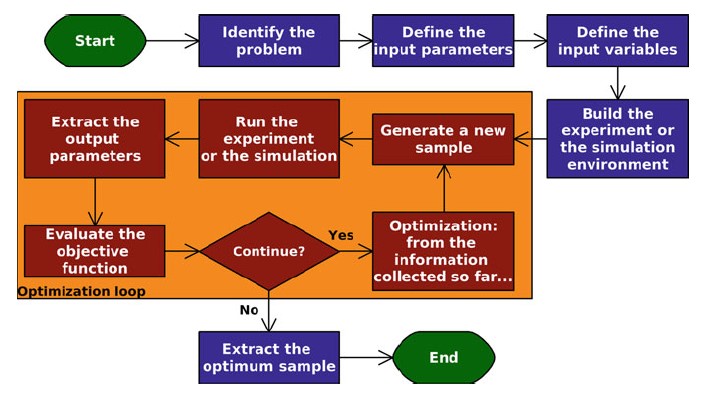 Start
Identify the
problem
Define the
input parameters
Define the
input variables
Build the
experiment or
the simulation
environment
Generate a new
sample
Run the
experiment
or the simulation
Extract the
output
parameters
Evaluate the
objective
function
Continue?
Yes
Optimization:
from the
information
collected so far...
Optimization loop
No
Extract the
optimum sample
End